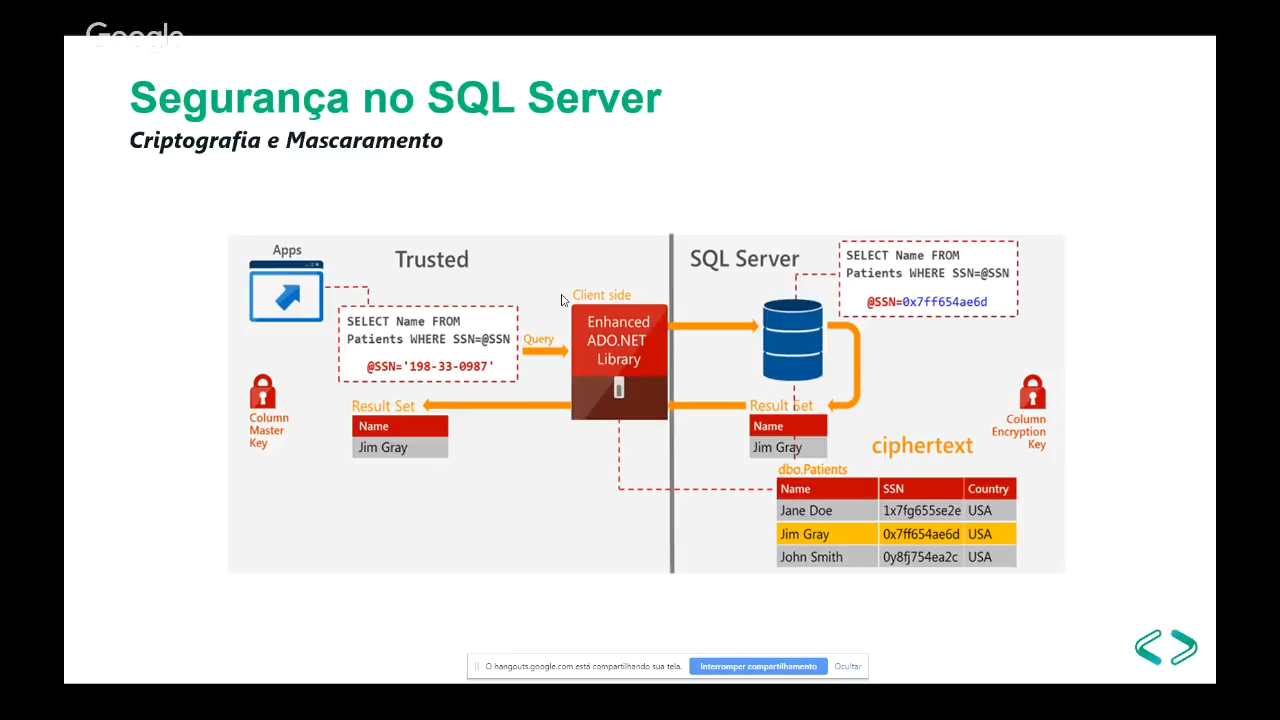 Google
Segurança no SQL Server
Criptografia e Mascaramento
Apps
Trusted
SELECT Name FROM
Patients WHERE SSN=@SSN
@SSN='198-33-0987'
Query
Client side
Enhanced
ADO.NET
Library
Column
Master
Key
Result Set
Name
Jim Gray
SQL Server
SELECT Name FROM
Patients WHERE SSN=@SSN
@SSN=0x7ff654ae6d
Result Set
Name
Jim Gray
ciphertext
Column
Encryption
Key
dbo.Patients
Name SSN Country
Jane Doe 1x7fg655se2e USA
Jim Gray 0x7ff654ae6d USA
John Smith 0y8fj754ea2c USA
O hangouts.google.com está compartilhando sua tela. Interromper compartilhamento Ocultar